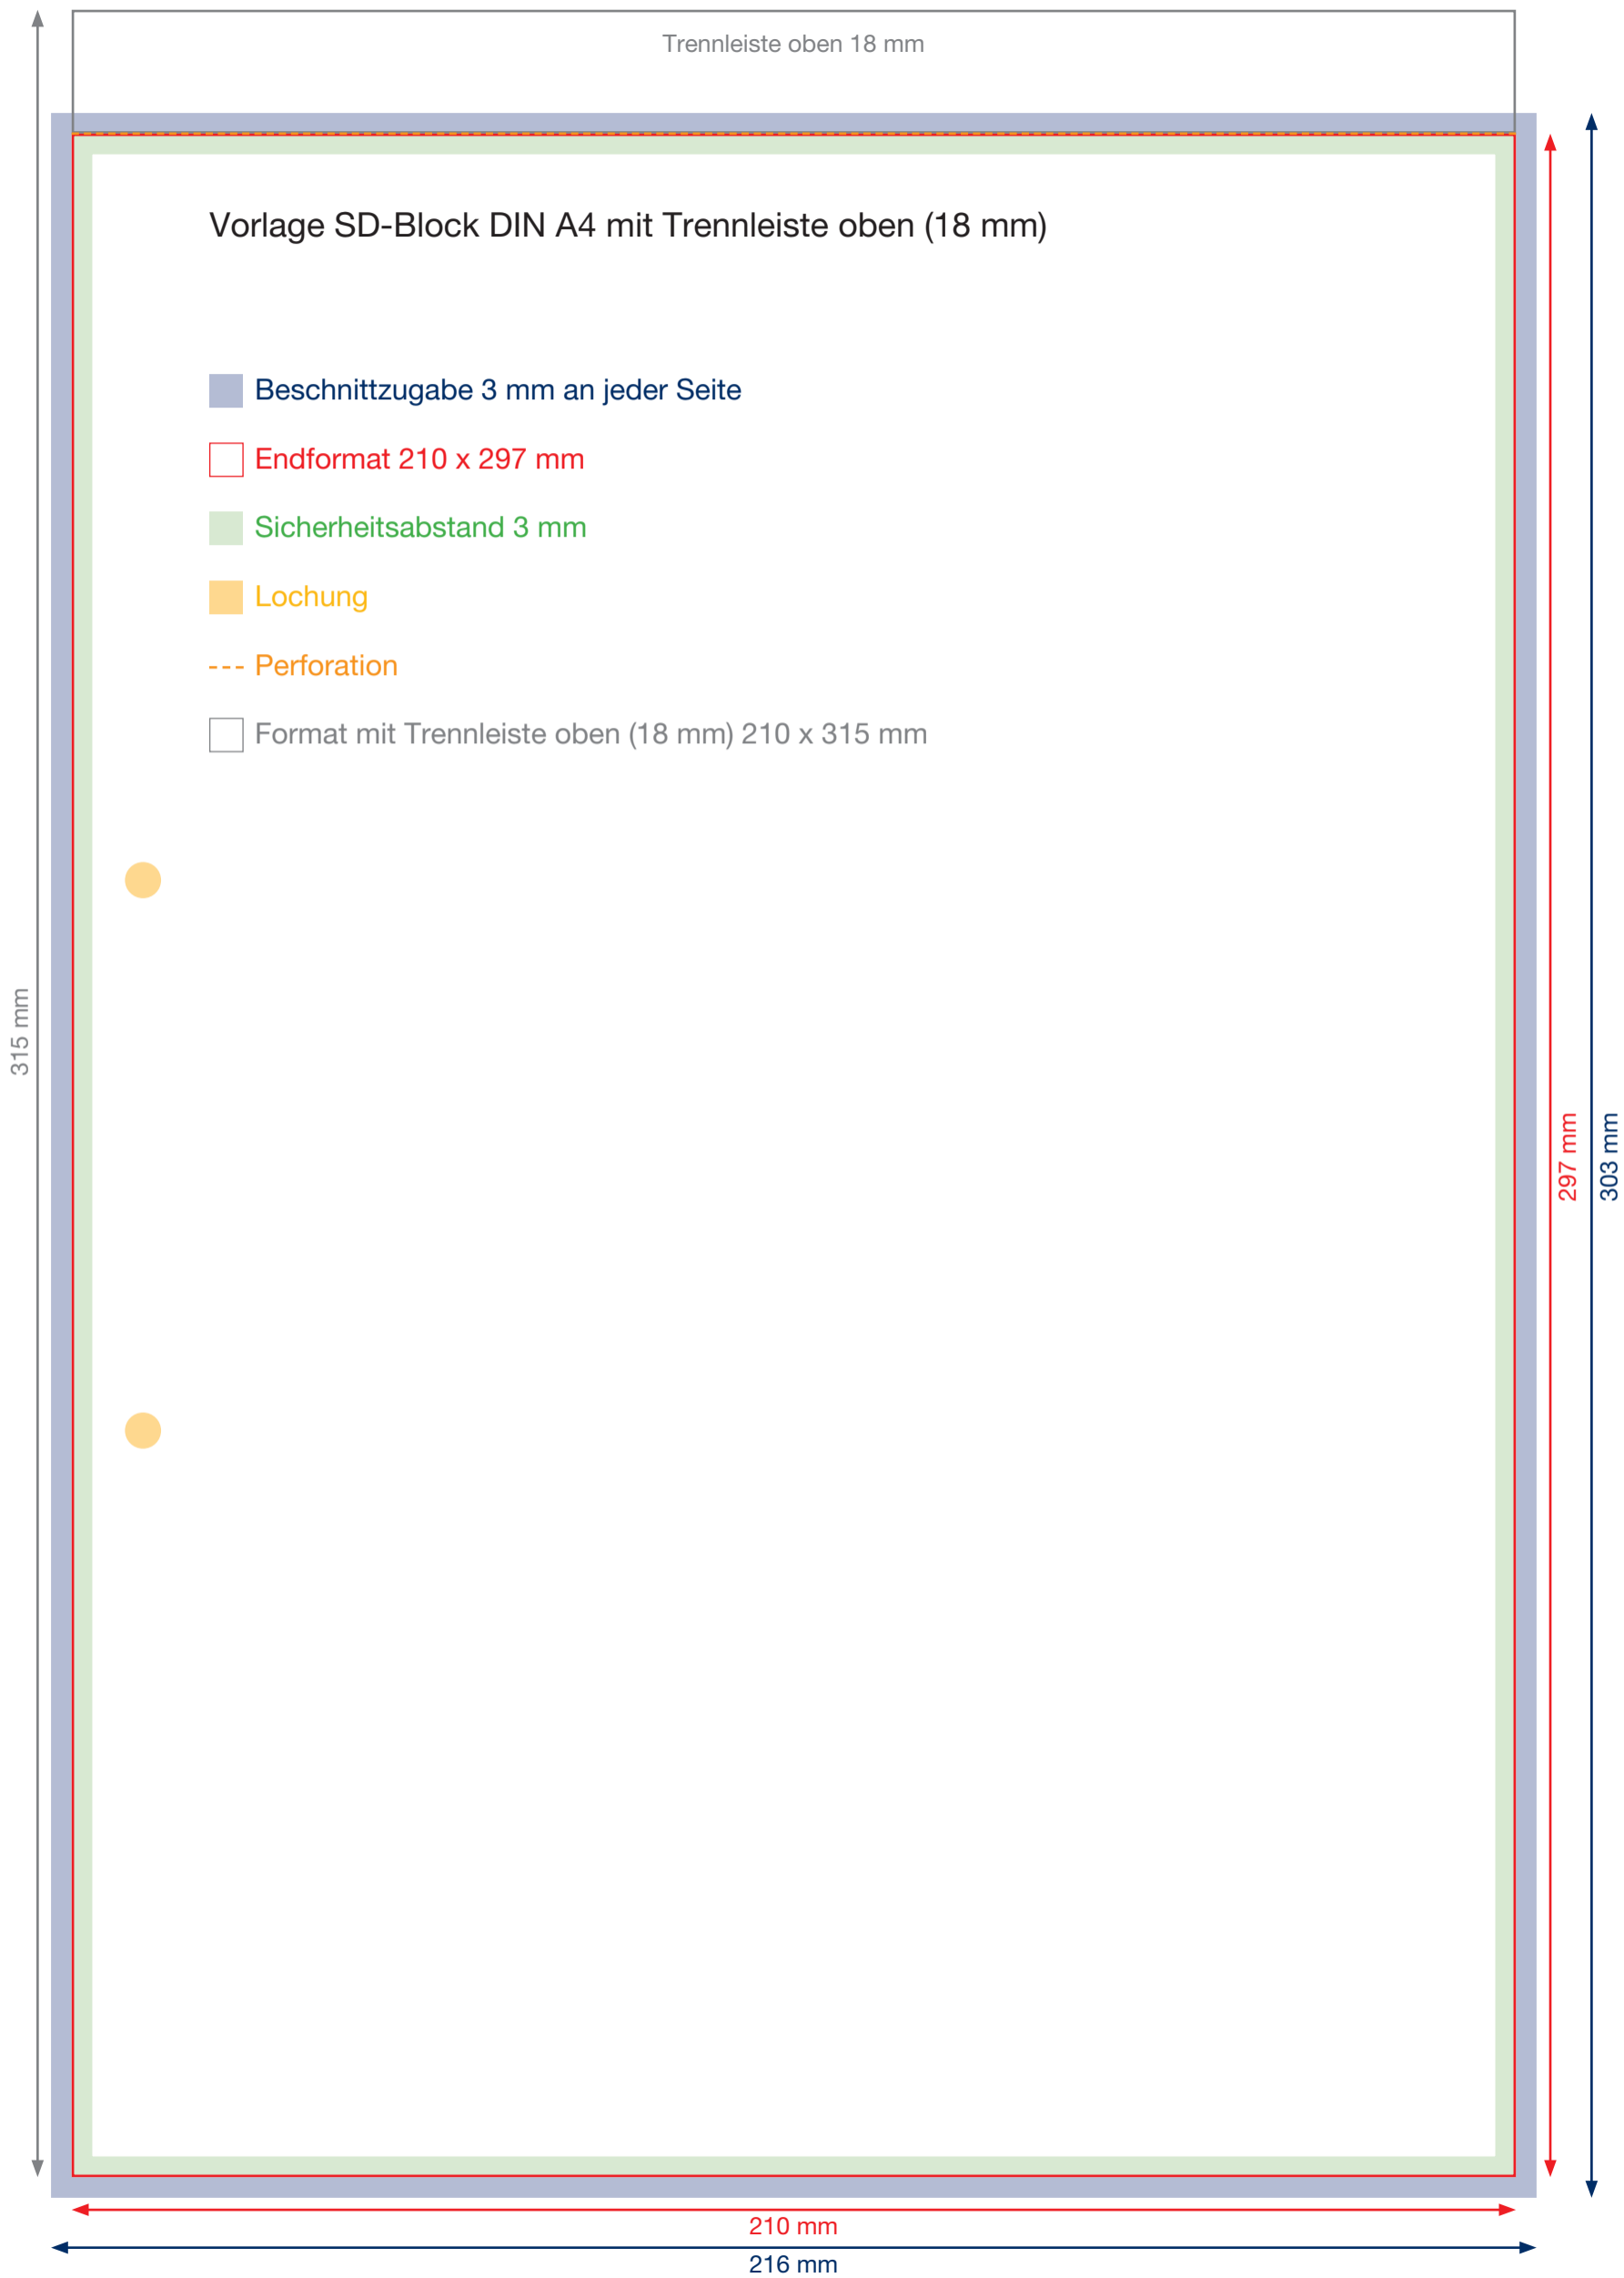 Trennleiste oben 18 mm
Vorlage SD-Block DIN A4 mit Trennleiste oben (18 mm)
Beschnittzugabe 3 mm an jeder Seite
Endformat 210 x 297 mm
Sicherheitsabstand 3 mm
Lochung
Perforation
Format mit Trennleiste oben (18 mm) 210 x 315 mm
315 mm
297 mm
303 mm
210 mm
216 mm